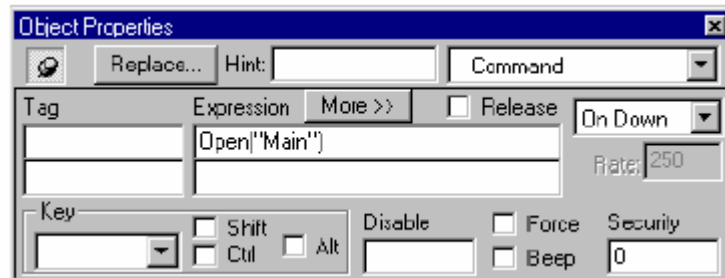 Object Properties
Replace... Hint: Command
Tag Expression More >> Release On Down
Open("Main")
Rate: 250
Key Shift Disable Force Security
Ctrl Alt Beep 0